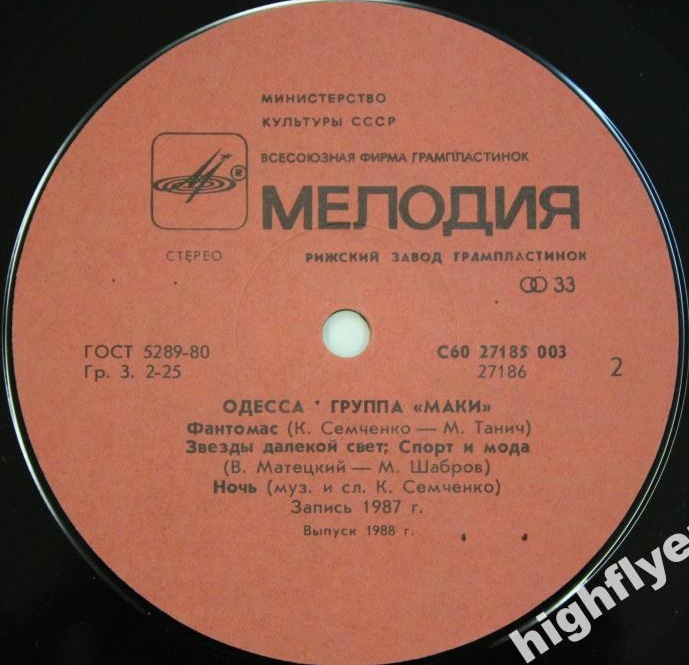 МИНИСТЕРСТВО
КУЛЬТУРЫ СССР
ВСЕСОЮЗНАЯ ФИРМА ГРАМПЛАСТИНОК
®
МЕЛОДИЯ
СТЕРЕО
РИЖСКИЙ ЗАВОД ГРАМПЛАСТИНОК
33
ГОСТ 5289-80
Гр. 3. 2-25
С60 27185 003
27186
2
ОДЕССА • ГРУППА «МАКИ»
Фантомас (К. Семченко — М. Танич)
Звезды далекой свет; Спорт и мода
(В. Матецкий — М. Шабров)
Ночь (муз. и сл. К. Семченко)
Запись 1987 г.
Выпуск 1988 г.
highflye